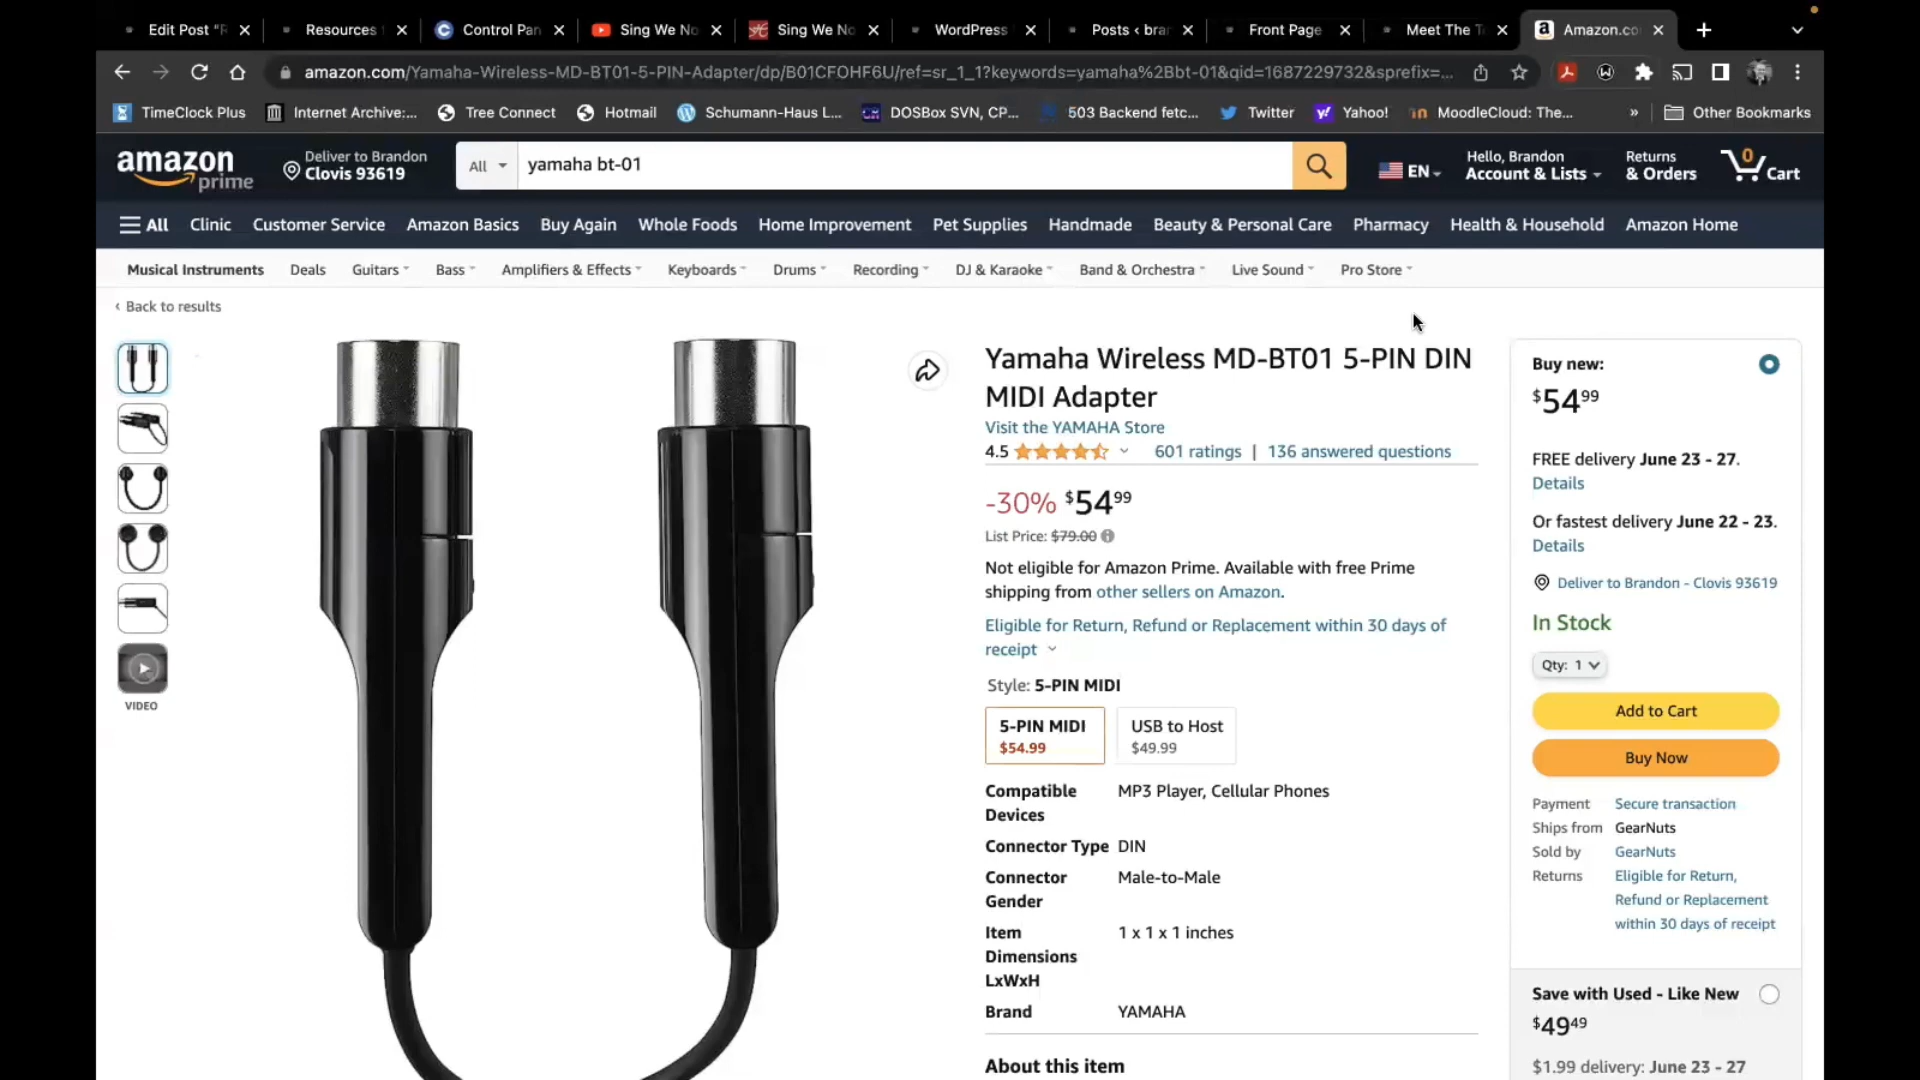 Edit Post "R
Resources
Control Pan
Sing We No
Sing We No
WordPress
Posts ‹ bran
Front Page
Meet The T
Amazon.co
amazon.com/Yamaha-Wireless-MD-BT01-5-PIN-Adapter/dp/B01CFOHF6U/ref=sr_1_1?keywords=yamaha%2Bbt-01&qid=1687229732&sprefix=...
TimeClock Plus
Internet Archive:...
Tree Connect
Hotmail
Schumann-Haus L...
DOSBox SVN, CP...
503 Backend fetc...
Twitter
Yahoo!
MoodleCloud: The...
»
Other Bookmarks
amazon
prime
Deliver to Brandon
Clovis 93619
All
yamaha bt-01
EN
Hello, Brandon
Account & Lists
Returns
& Orders
0
Cart
All
Clinic
Customer Service
Amazon Basics
Buy Again
Whole Foods
Home Improvement
Pet Supplies
Handmade
Beauty & Personal Care
Pharmacy
Health & Household
Amazon Home
Musical Instruments
Deals
Guitars
Bass
Amplifiers & Effects
Keyboards
Drums
Recording
DJ & Karaoke
Band & Orchestra
Live Sound
Pro Store
‹ Back to results
VIDEO
Yamaha Wireless MD-BT01 5-PIN DIN
MIDI Adapter
Visit the YAMAHA Store
4.5
601 ratings | 136 answered questions
-30% $54⁹⁹
List Price: $79.00
Not eligible for Amazon Prime. Available with free Prime
shipping from other sellers on Amazon.
Eligible for Return, Refund or Replacement within 30 days of
receipt
Style: 5-PIN MIDI
5-PIN MIDI
$54.99
USB to Host
$49.99
Compatible
Devices
MP3 Player, Cellular Phones
Connector Type
DIN
Connector
Gender
Male-to-Male
Item
Dimensions
LxWxH
1 x 1 x 1 inches
Brand
YAMAHA
About this item
Buy new:
$54⁹⁹
FREE delivery June 23 - 27.
Details
Or fastest delivery June 22 - 23.
Details
Deliver to Brandon - Clovis 93619
In Stock
Qty: 1
Add to Cart
Buy Now
Payment
Secure transaction
Ships from
GearNuts
Sold by
GearNuts
Returns
Eligible for Return,
Refund or Replacement
within 30 days of receipt
Save with Used - Like New
$49⁴⁹
$1.99 delivery: June 23 - 27